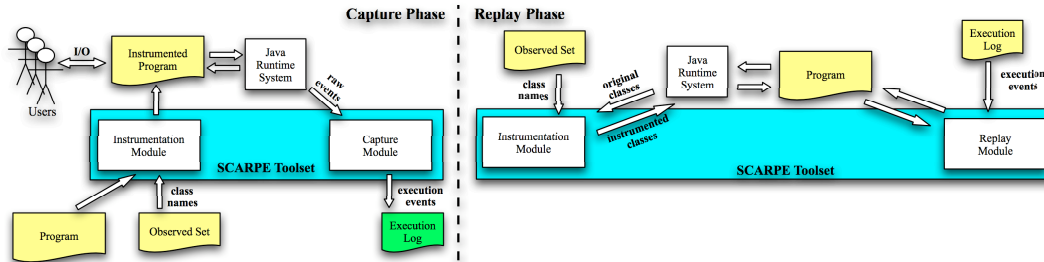 Capture Phase
Replay Phase
I/O
Users
Instrumented
Program
Java
Runtime
System
raw
events
Instrumentation
Module
Capture
Module
SCARPE Toolset
class
names
execution
events
Program
Observed Set
Execution
Log
Observed Set
class
names
original
classes
instrumented
classes
Java
Runtime
System
Program
Execution
Log
execution
events
Instrumentation
Module
Replay
Module
SCARPE Toolset